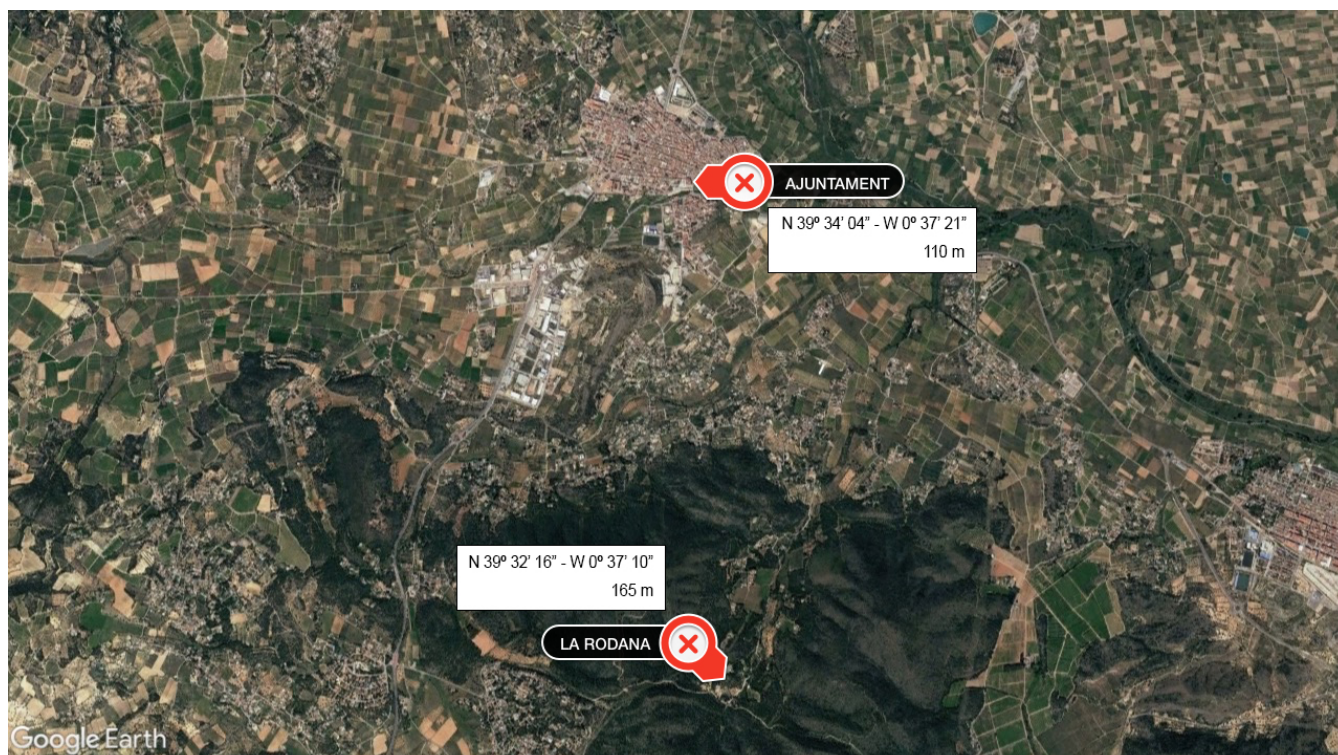 AJUNTAMENT
N 39º 34’ 04” - W 0º 37’ 21”
110 m
N 39º 32’ 16” - W 0º 37’ 10”
165 m
LA RODANA
Google Earth